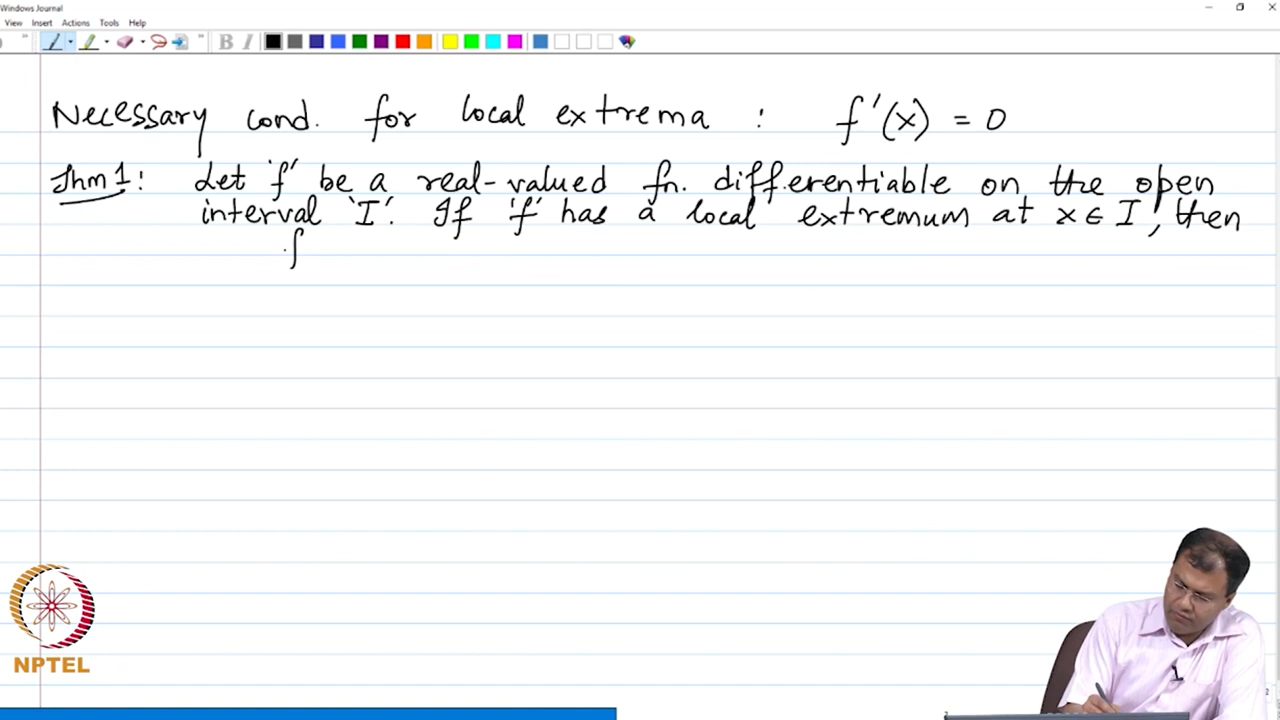 Windows Journal
View Insert Actions Tools Help
Necessary cond. for local extrema : f'(x) = 0
Thm 1: Let 'f' be a real-valued fn. differentiable on the open
interval 'I'. If 'f' has a local extremum at x ∈ I, then
f
NPTEL